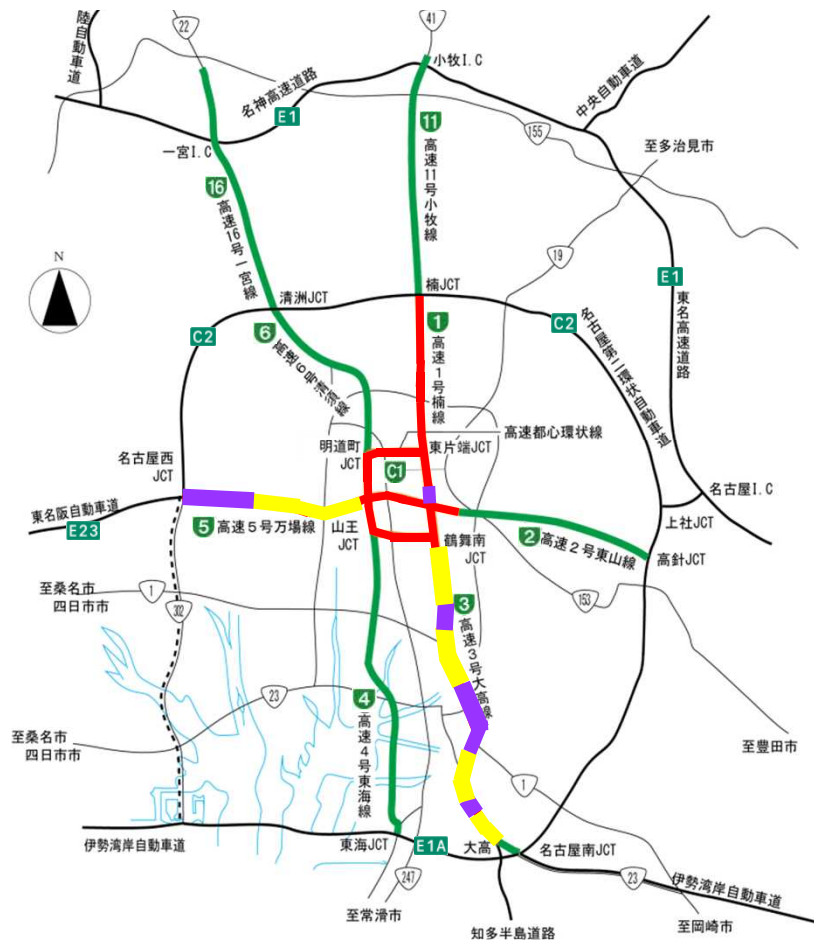 22
41
陸自動車道
小牧I.C
名神高速道路
中央自動車道
E1
11
155
一宮I.C
至多治見市
高速11号小牧線
16
高速16号一宮線
19
N
E1
清洲JCT
楠JCT
東名高速道路
1
C2
6
C2
名古屋第二環状自動車道
高速1号楠線
高速6号清須線
高速都心環状線
明道町
JCT
東片端JCT
名古屋西
JCT
C1
名古屋I.C
東名阪自動車道
5
高速5号万場線
山王
JCT
上社JCT
E23
鶴舞南
JCT
2
高速2号東山線
高針JCT
至桑名市
四日市市
1
302
3
153
高速3号大高線
23
4
至桑名市
四日市市
高速4号東海線
至豊田市
1
伊勢湾岸自動車道
東海JCT
E1A
大高
名古屋南JCT
247
23
伊勢湾岸自動車道
至常滑市
知多半島道路
至岡崎市